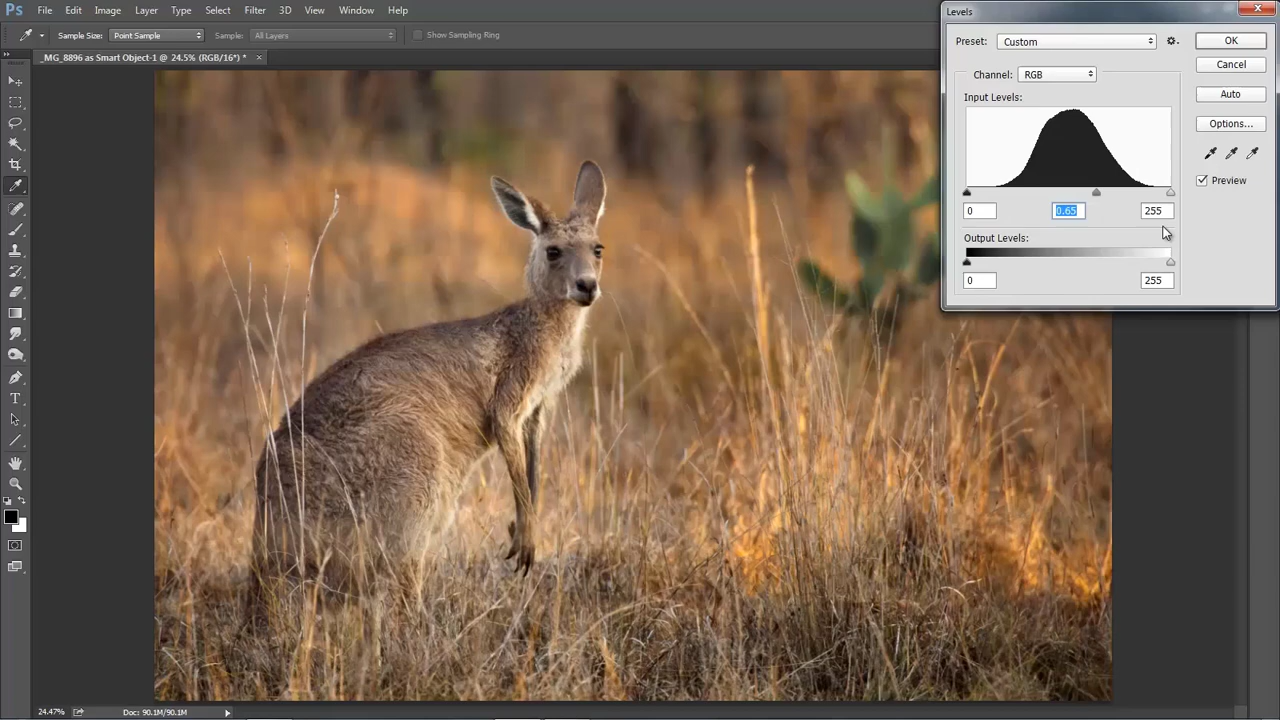 Ps File Edit Image Layer Type Select Filter 3D View Window Help
Levels
Sample Size: Point Sample Sample: All Layers Show Sampling Ring
Preset: Custom OK
_MG_8896 as Smart Object-1 @ 24.5% (RGB/16*) *
Cancel
Channel: RGB
Input Levels: Auto
Options...
Preview
0 0.65 255
Output Levels:
0 255
24.47% Doc: 90.1M/90.1M